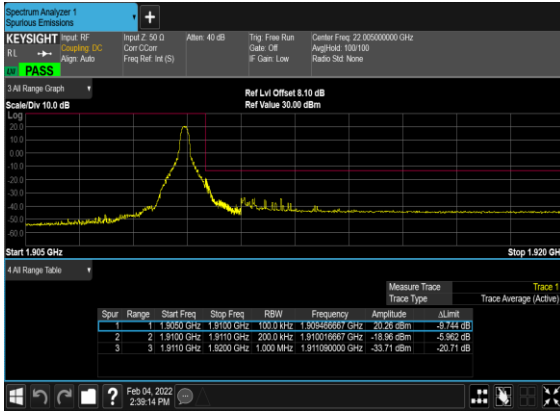 Spectrum Analyzer 1
Spurious Emissions
+
KEYSIGHT Input: RF Input Z: 50 Ω Atten: 40 dB Trig: Free Run Center Freq: 22.005000000 GHz
RL Coupling: DC Corr CCorr Gate: Off Avg|Hold: 100/100
Align: Auto Freq Ref: Int (S) IF Gain: Low Radio Std: None
PASS
3 All Range Graph
Ref Lvl Offset 8.10 dB
Scale/Div 10.0 dB Ref Value 30.00 dBm
Log
20.0
10.0
0.00
-10.0
-20.0
-30.0
-40.0
-50.0
-60.0
Start 1.905 GHz Stop 1.920 GH
4 All Range Table
Measure Trace Trace 1
Trace Type Trace Average (Active)
Spur Range Start Freq Stop Freq RBW Frequency Amplitude ΔLimit
1 1 1.9050 GHz 1.9100 GHz 100.0 kHz 1.909466667 GHz 20.26 dBm -9.744 dB
2 2 1.9100 GHz 1.9110 GHz 200.0 kHz 1.910016667 GHz -18.96 dBm -5.962 dB
3 3 1.9110 GHz 1.9200 GHz 1.000 MHz 1.911090000 GHz -33.71 dBm -20.71 dB
? Feb 04, 2022
2:39:14 PM